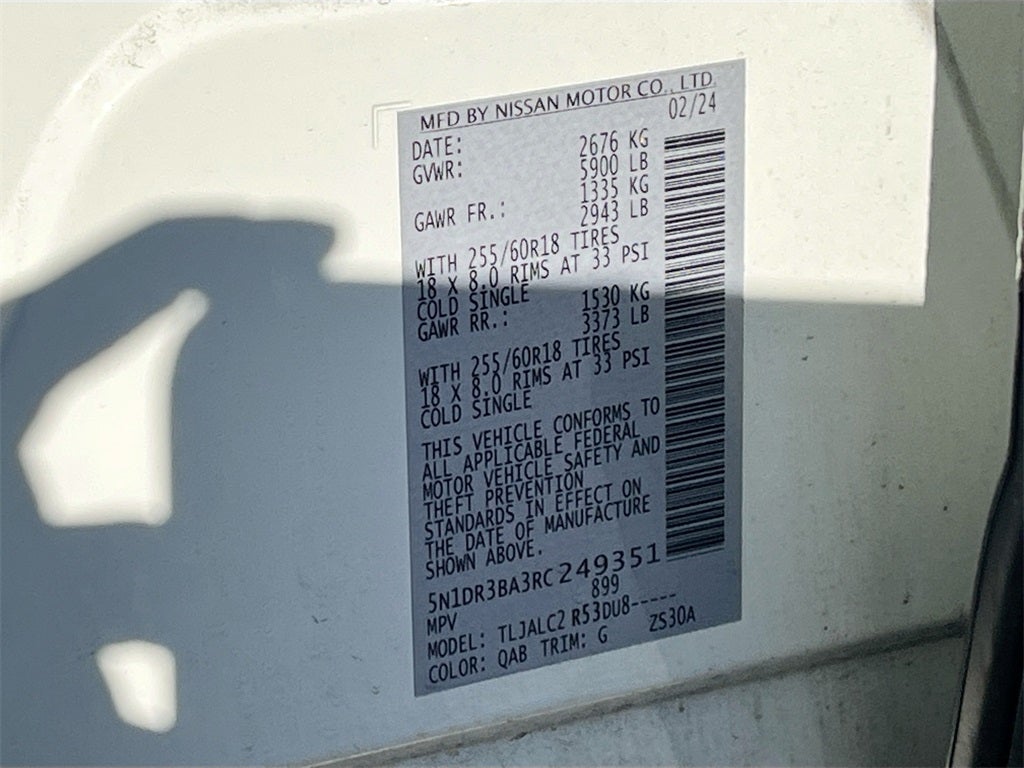 MFD BY NISSAN MOTOR CO., LTD.
DATE: 02/24
GVWR: 2676 KG
5900 LB
1335 KG
GAWR FR.: 2943 LB
WITH 255/60R18 TIRES
18 X 8.0 RIMS AT 33 PSI
COLD SINGLE
GAWR RR.: 1530 KG
3373 LB
WITH 255/60R18 TIRES
18 X 8.0 RIMS AT 33 PSI
COLD SINGLE
THIS VEHICLE CONFORMS TO
ALL APPLICABLE FEDERAL
MOTOR VEHICLE SAFETY AND
THEFT PREVENTION
STANDARDS IN EFFECT ON
THE DATE OF MANUFACTURE
SHOWN ABOVE.
5N1DR3BA3RC249351
MPV 899
MODEL: TLJALC2 R53DU8-----
COLOR: QAB TRIM: G ZS30A